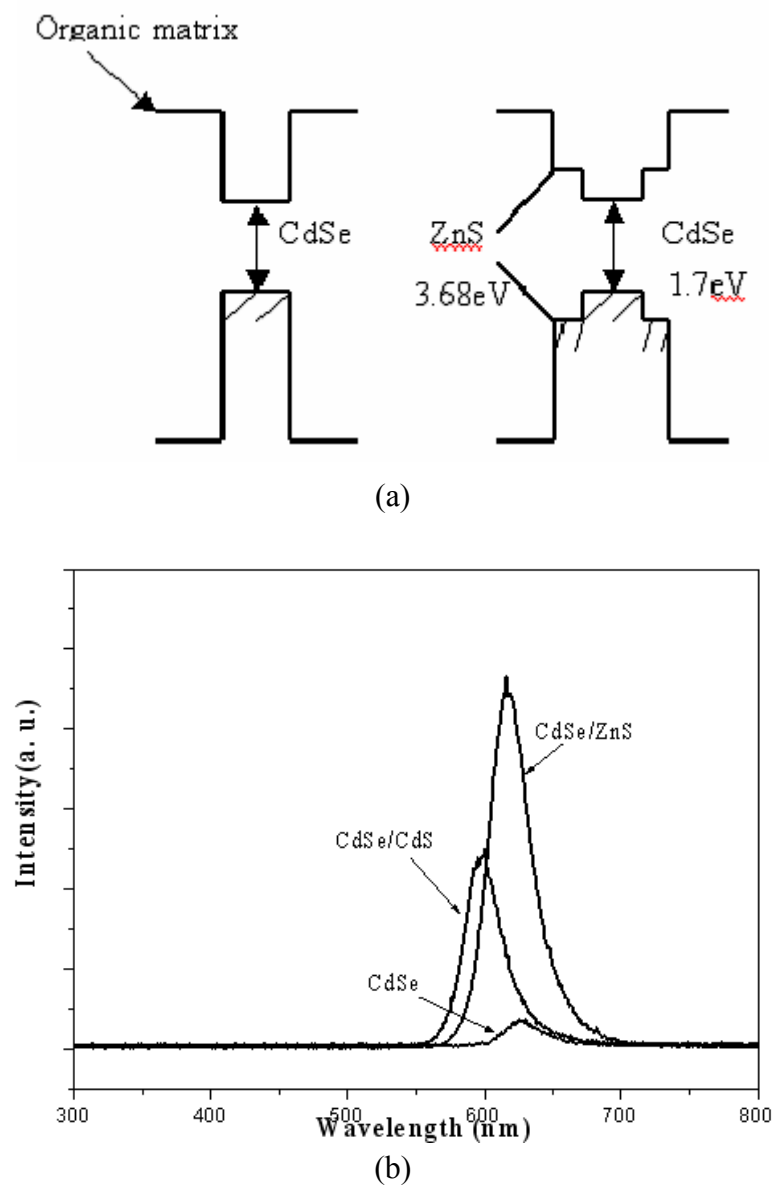 Organic matrix
CdSe
ZnS
CdSe
3.68eV
1.7eV
(a)
Intensity(a. u.)
CdSe/ZnS
CdSe/CdS
CdSe
300 400 500 600 700 800
Wavelength (nm)
(b)